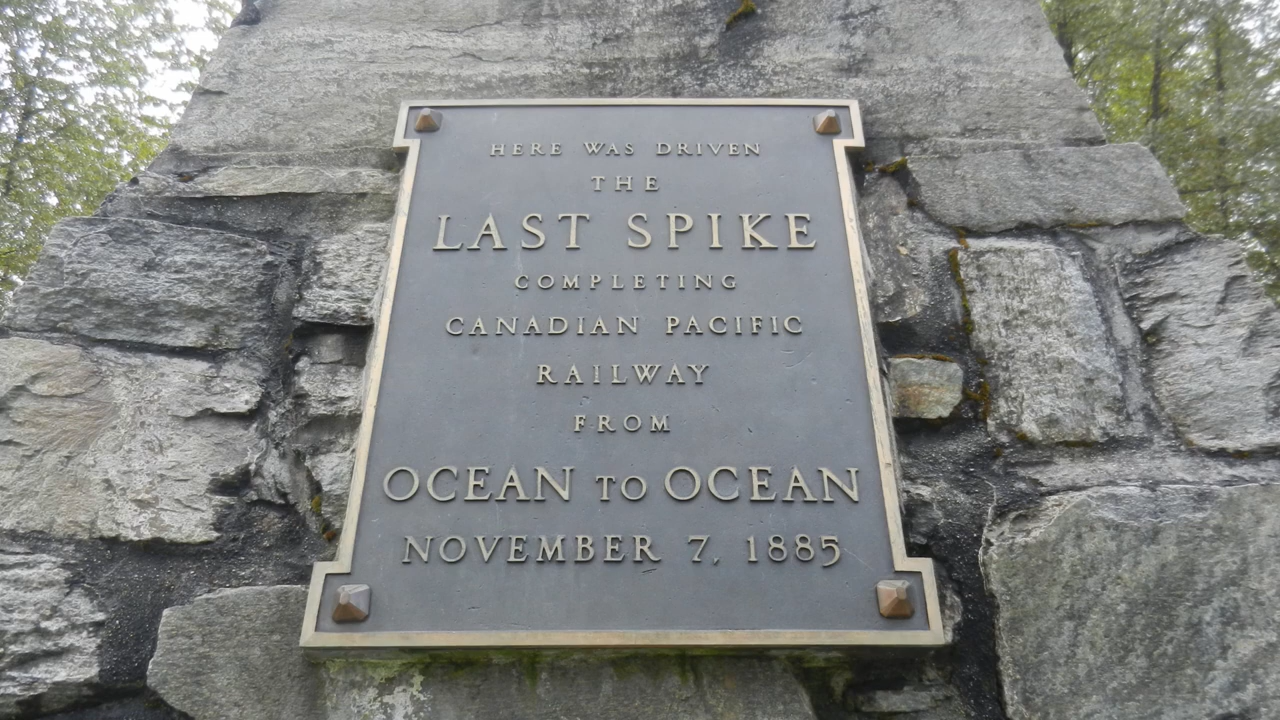 HERE WAS DRIVEN
THE
LAST SPIKE
COMPLETING
CANADIAN PACIFIC
RAILWAY
FROM
OCEAN TO OCEAN
NOVEMBER 7, 1885